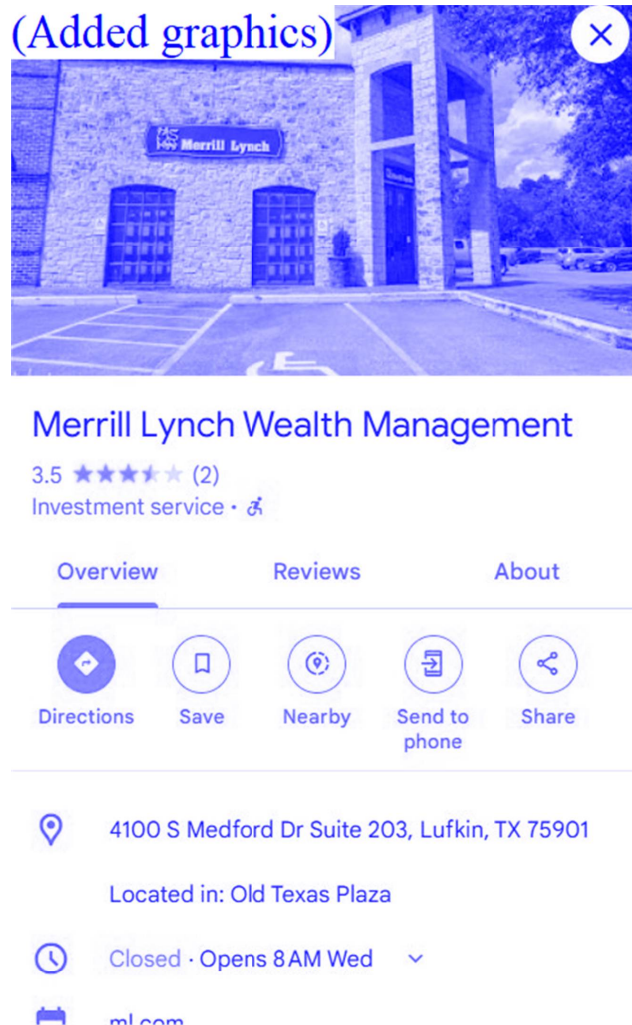 (Added graphics)
Merrill Lynch
Merrill Lynch Wealth Management
3.5 ★★★★★ (2)
Investment service ·
Overview Reviews About
Directions Save Nearby Send to phone Share
4100 S Medford Dr Suite 203, Lufkin, TX 75901
Located in: Old Texas Plaza
Closed · Opens 8 AM Wed
ml.com